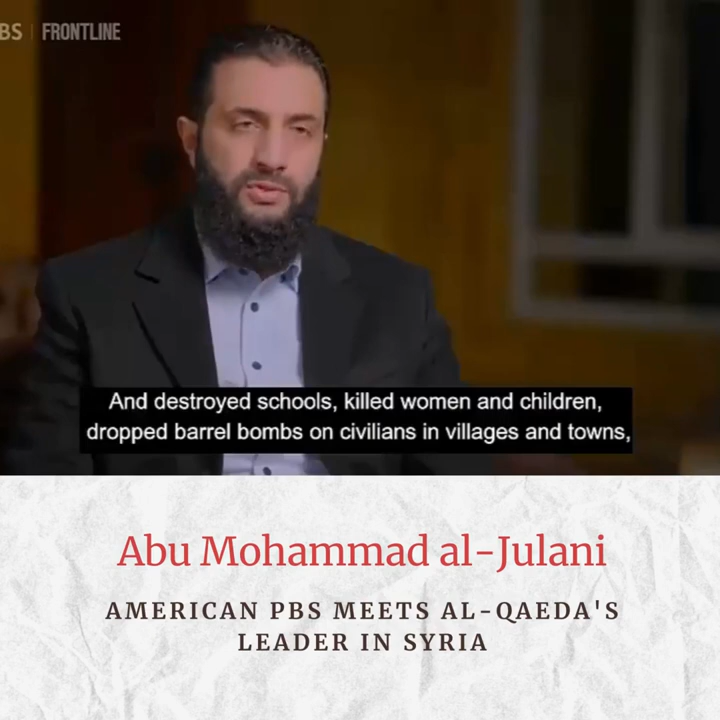 BS | FRONTLINE
And destroyed schools, killed women and children,
dropped barrel bombs on civilians in villages and towns,
Abu Mohammad al-Julani
AMERICAN PBS MEETS AL-QAEDA'S
LEADER IN SYRIA